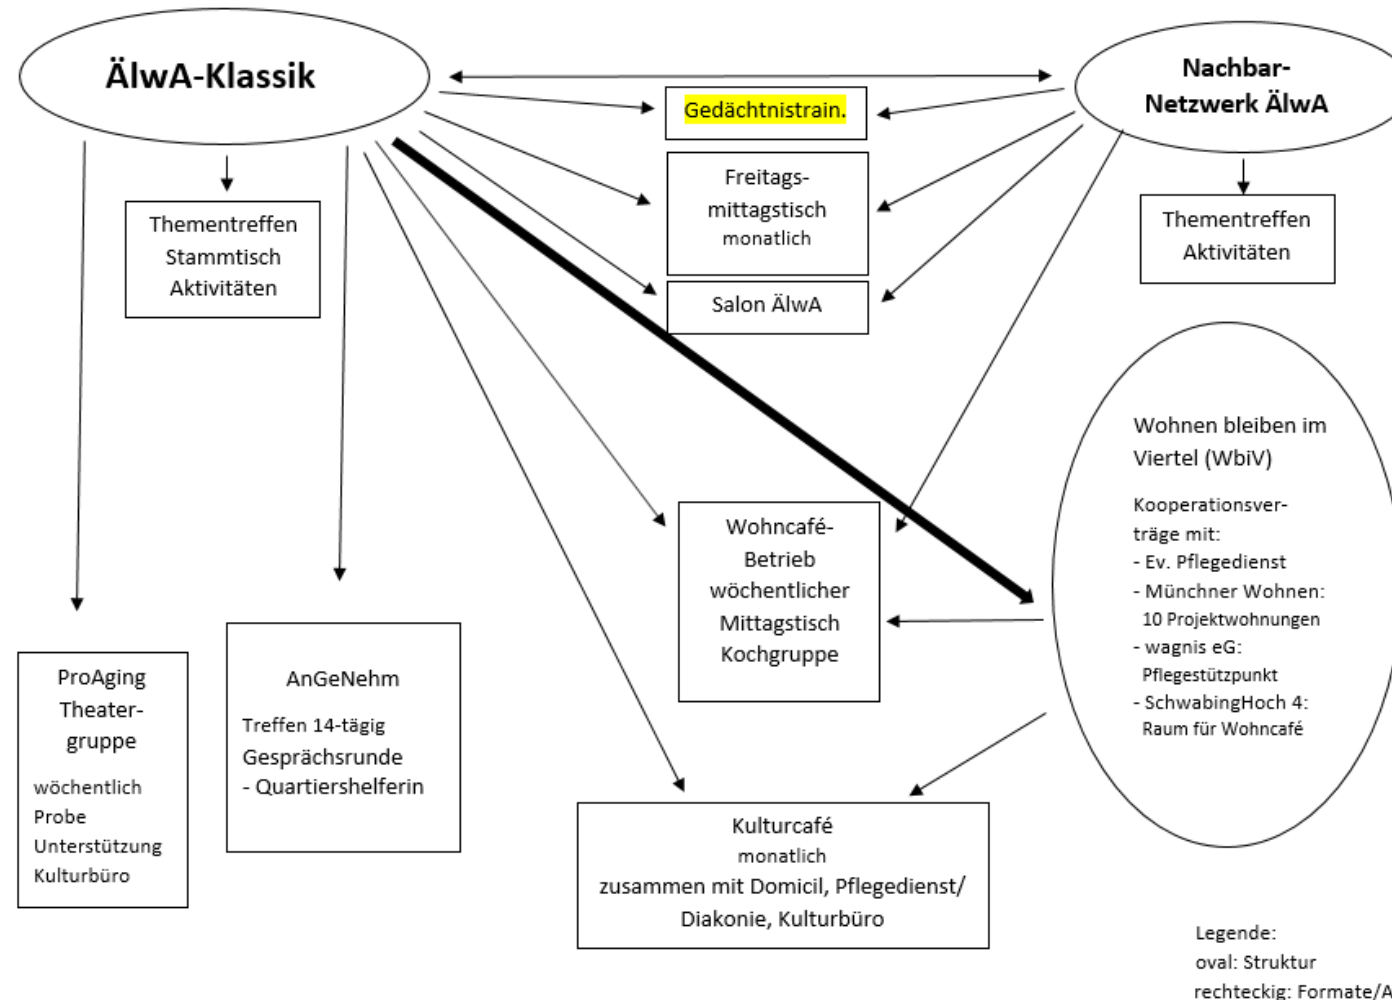 ÄlwA-Klassik
Nachbar-
Netzwerk ÄlwA
Gedächtnistrain.
Freitags-
mittagstisch
monatlich
Salon ÄlwA
Thementreffen
Stammtisch
Aktivitäten
Thementreffen
Aktivitäten
Wohnen bleiben im
Viertel (WbiV)
Kooperationsver-
träge mit:
- Ev. Pflegedienst
- Münchner Wohnen:
10 Projektwohnungen
- wagnis eG:
Pflegestützpunkt
- SchwabingHoch 4:
Raum für Wohncafé
Wohncafé-
Betrieb
wöchentlicher
Mittagstisch
Kochgruppe
ProAging
Theater-
gruppe
wöchentlich
Probe
Unterstützung
Kulturbüro
AnGeNehm
Treffen 14-tägig
Gesprächsrunde
- Quartiershelferin
Kulturcafé
monatlich
zusammen mit Domicil, Pflegedienst/
Diakonie, Kulturbüro
Legende:
oval: Struktur
rechteckig: Formate/A